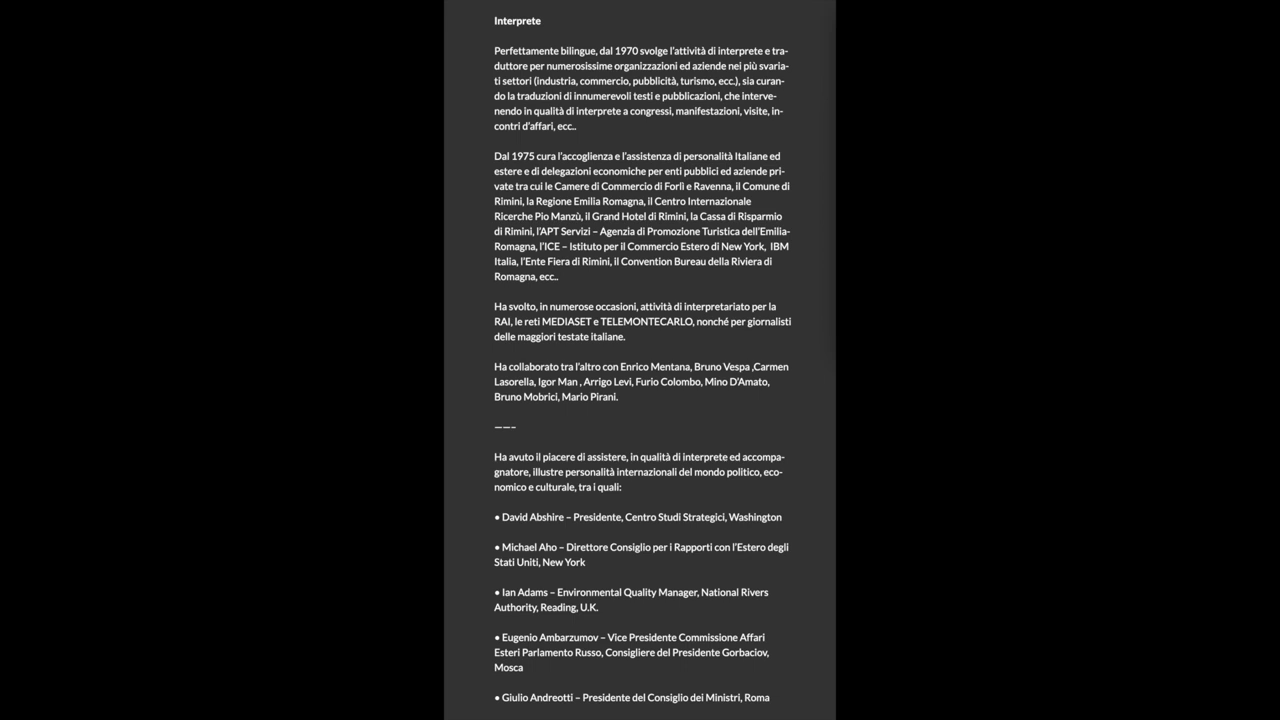 Interprete
Perfettamente bilingue, dal 1970 svolge l'attività di interprete e tra-
duttore per numerosissime organizzazioni ed aziende nei più svaria-
ti settori (industria, commercio, pubblicità, turismo, ecc.), sia curan-
do la traduzioni di innumerevoli testi e pubblicazioni, che interve-
nendo in qualità di interprete a congressi, manifestazioni, visite, in-
contri d'affari, ecc..
Dal 1975 cura l'accoglienza e l'assistenza di personalità Italiane ed
estere e di delegazioni economiche per enti pubblici ed aziende pri-
vate tra cui le Camere di Commercio di Forlì e Ravenna, il Comune di
Rimini, la Regione Emilia Romagna, il Centro Internazionale
Ricerche Pio Manzù, il Grand Hotel di Rimini, la Cassa di Risparmio
di Rimini, l'APT Servizi – Agenzia di Promozione Turistica dell'Emilia-
Romagna, l'ICE – Istituto per il Commercio Estero di New York, IBM
Italia, l'Ente Fiera di Rimini, il Convention Bureau della Riviera di
Romagna, ecc..
Ha svolto, in numerose occasioni, attività di interpretariato per la
RAI, le reti MEDIASET e TELEMONTECARLO, nonché per giornalisti
delle maggiori testate italiane.
Ha collaborato tra l'altro con Enrico Mentana, Bruno Vespa ,Carmen
Lasorella, Igor Man , Arrigo Levi, Furio Colombo, Mino D'Amato,
Bruno Mobrici, Mario Pirani.
——–
Ha avuto il piacere di assistere, in qualità di interprete ed accompa-
gnatore, illustre personalità internazionali del mondo politico, eco-
nomico e culturale, tra i quali:
• David Abshire – Presidente, Centro Studi Strategici, Washington
• Michael Aho – Direttore Consiglio per i Rapporti con l'Estero degli
Stati Uniti, New York
• Ian Adams – Environmental Quality Manager, National Rivers
Authority, Reading, U.K.
• Eugenio Ambarzumov – Vice Presidente Commissione Affari
Esteri Parlamento Russo, Consigliere del Presidente Gorbaciov,
Mosca
• Giulio Andreotti – Presidente del Consiglio dei Ministri, Roma